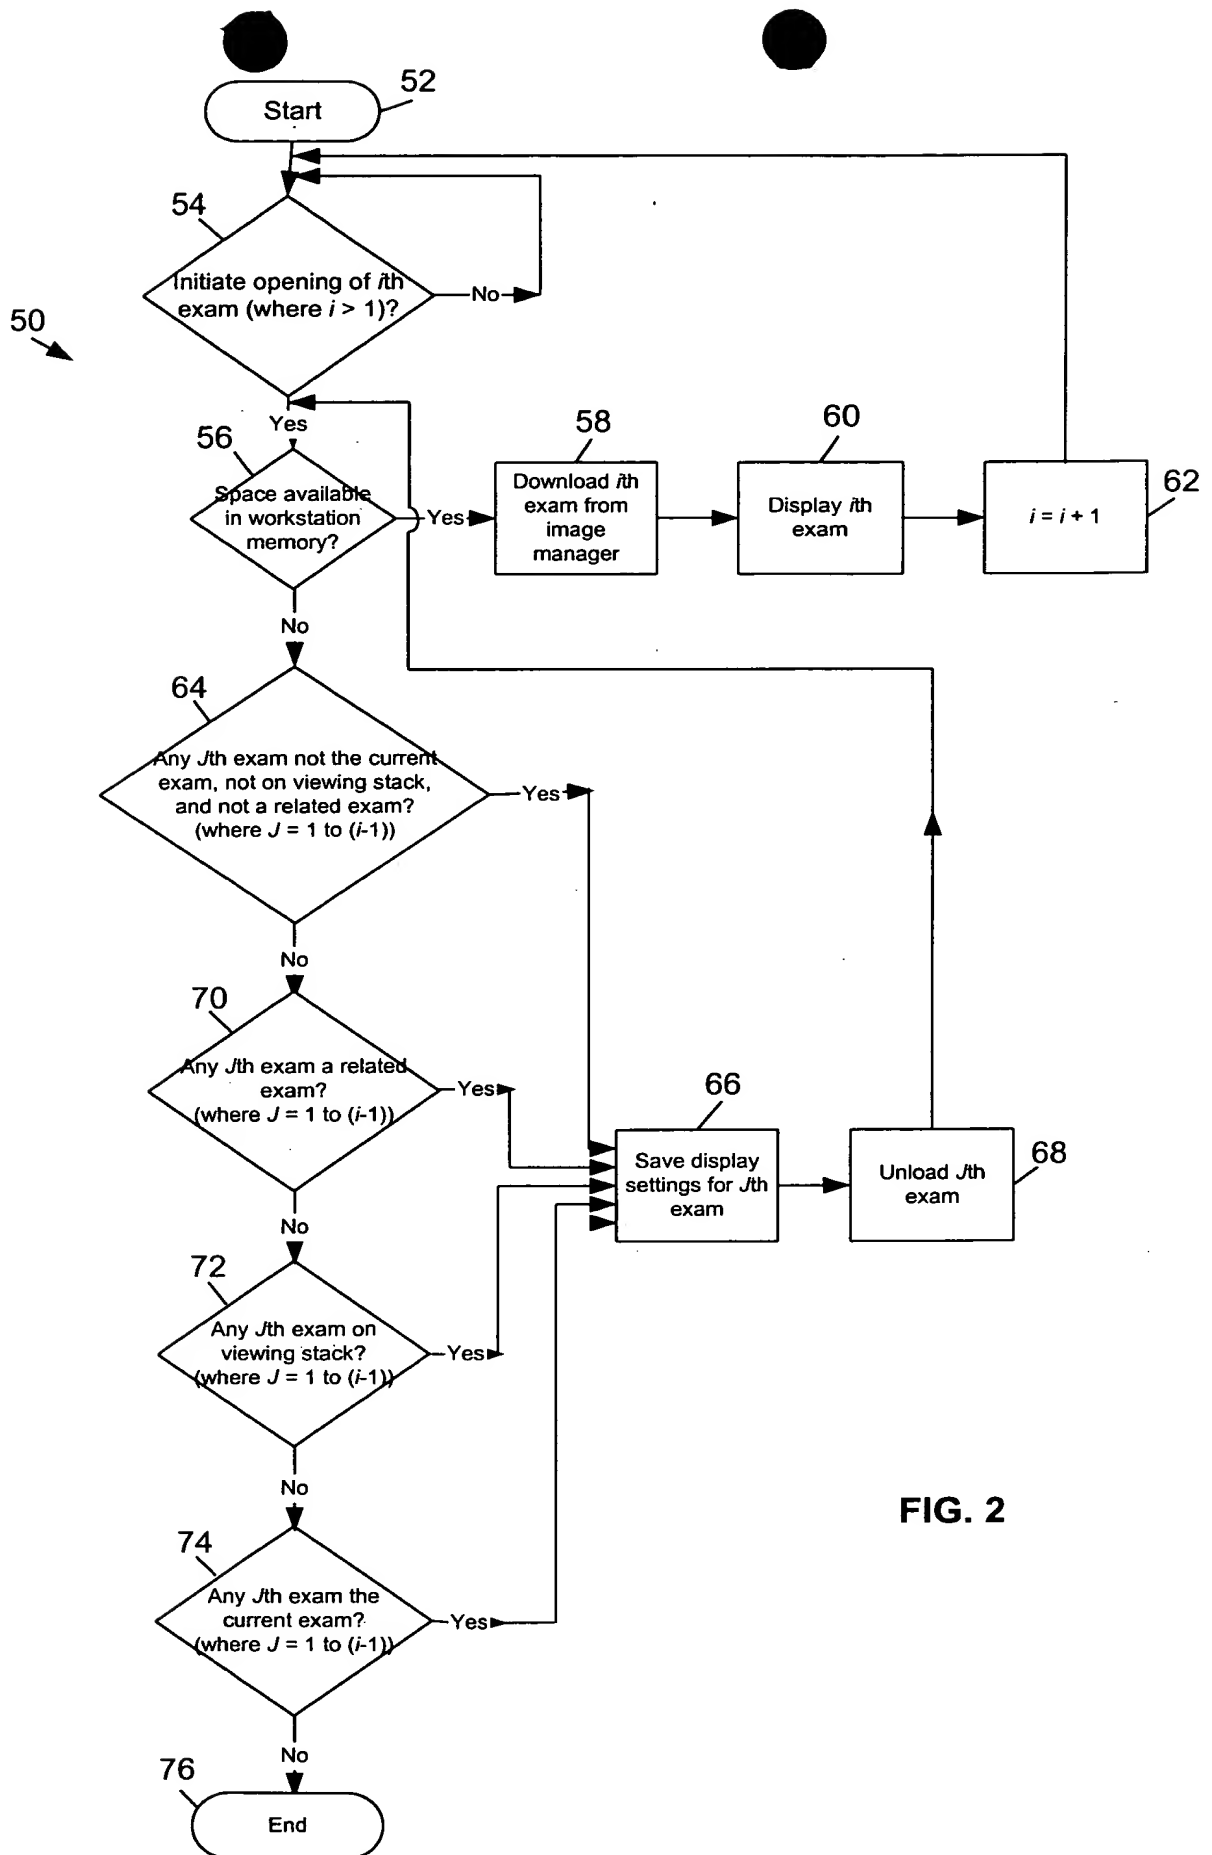 52
Start
54
Initiate opening of ith
exam (where i > 1)?
No
50
Yes
56
Space available
in workstation
memory?
Yes
58
Download ith
exam from
image
manager
60
Display ith
exam
62
i = i + 1
No
64
Any Jth exam not the current
exam, not on viewing stack,
and not a related exam?
(where J = 1 to (i-1))
Yes
No
70
Any Jth exam a related
exam?
(where J = 1 to (i-1))
Yes
66
Save display
settings for Jth
exam
68
Unload Jth
exam
No
72
Any Jth exam on
viewing stack?
(where J = 1 to (i-1))
Yes
No
74
Any Jth exam the
current exam?
(where J = 1 to (i-1))
Yes
FIG. 2
No
76
End